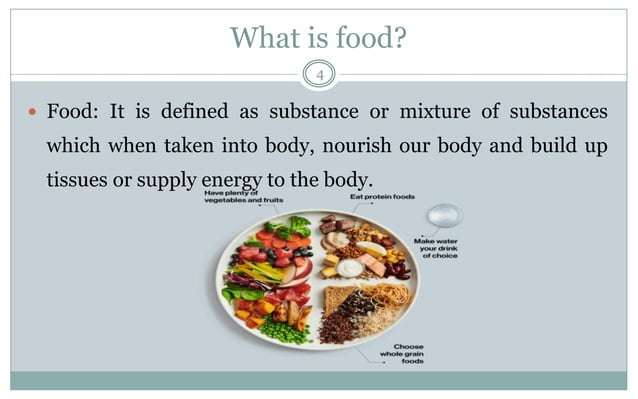 What is food?
4
• Food: It is defined as substance or mixture of substances
which when taken into body, nourish our body and build up
tissues or supply energy to the body.
Have plenty of
vegetables and fruits
Eat protein foods
Make water
your drink
of choice
Choose
whole grain
foods